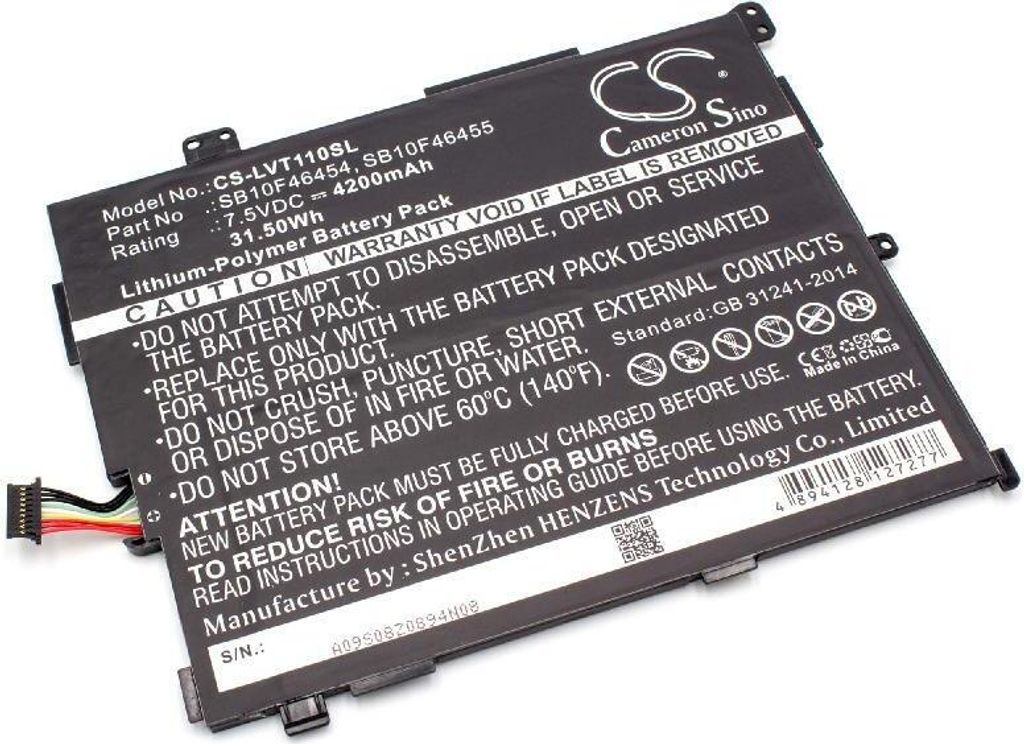 CS
®
Cameron Sino
Model No.:CS-LVT110SL
Part No .:SB10F46454, SB10F46455
Rating .:7.5VDC ⎓ 4200mAh
31.50Wh
Lithium-Polymer Battery Pack
CAUTION WARRANTY VOID IF LABEL IS REMOVED
·DO NOT ATTEMPT TO DISASSEMBLE, OPEN OR SERVICE
THE BATTERY PACK.
·REPLACE ONLY WITH THE BATTERY PACK DESIGNATED
FOR THIS PRODUCT.
·DO NOT CRUSH, PUNCTURE, SHORT EXTERNAL CONTACTS
OR DISPOSE OF IN FIRE OR WATER.
·DO NOT STORE ABOVE 60°C (140°F).
Standard:GB 31241-2014
Pb
CE
Made in China
ATTENTION!
NEW BATTERY PACK MUST BE FULLY CHARGED BEFORE USE.
TO REDUCE RISK OF FIRE OR BURNS
READ INSTRUCTIONS BEFORE USING THE BATTERY.
Manufacture by : ShenZhen HENZENS Technology Co., Limited
4 894128 127277
S/N.: A09S0820894N08